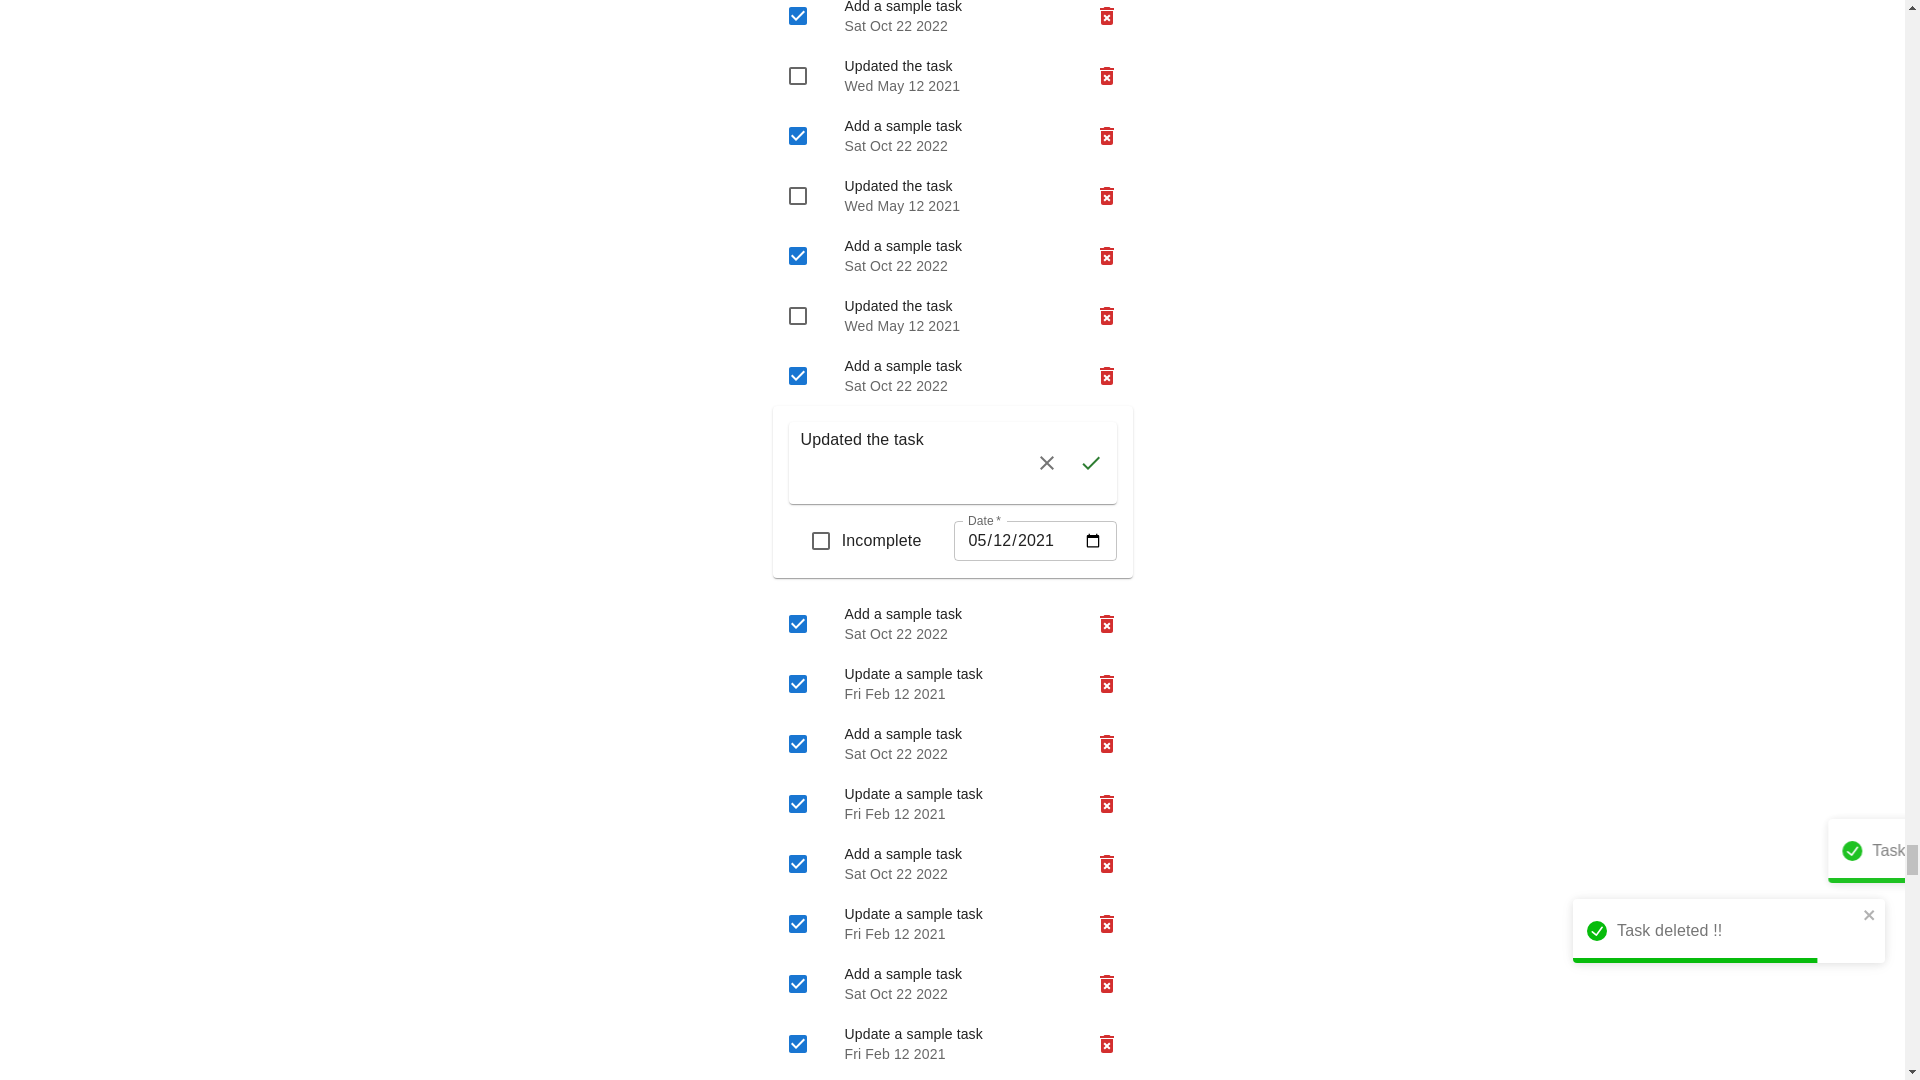 Add a sample task
Sat Oct 22 2022
Updated the task
Wed May 12 2021
Add a sample task
Sat Oct 22 2022
Updated the task
Wed May 12 2021
Add a sample task
Sat Oct 22 2022
Updated the task
Wed May 12 2021
Add a sample task
Sat Oct 22 2022
Updated the task
Date *
Incomplete
05/12/2021
Add a sample task
Sat Oct 22 2022
Update a sample task
Fri Feb 12 2021
Add a sample task
Sat Oct 22 2022
Update a sample task
Fri Feb 12 2021
Add a sample task
Sat Oct 22 2022
Update a sample task
Fri Feb 12 2021
Add a sample task
Sat Oct 22 2022
Update a sample task
Fri Feb 12 2021
Task
Task deleted !!